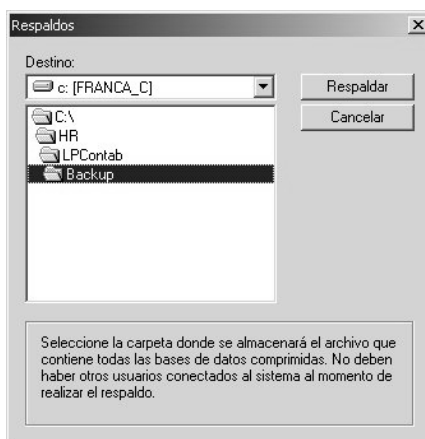 Respaldos
Destino:
c: [FRANCA_C]
Respaldar
Cancelar
C:\
HR
LPContab
Backup
Seleccione la carpeta donde se almacenará el archivo que
contiene todas las bases de datos comprimidas. No deben
haber otros usuarios conectados al sistema al momento de
realizar el respaldo.